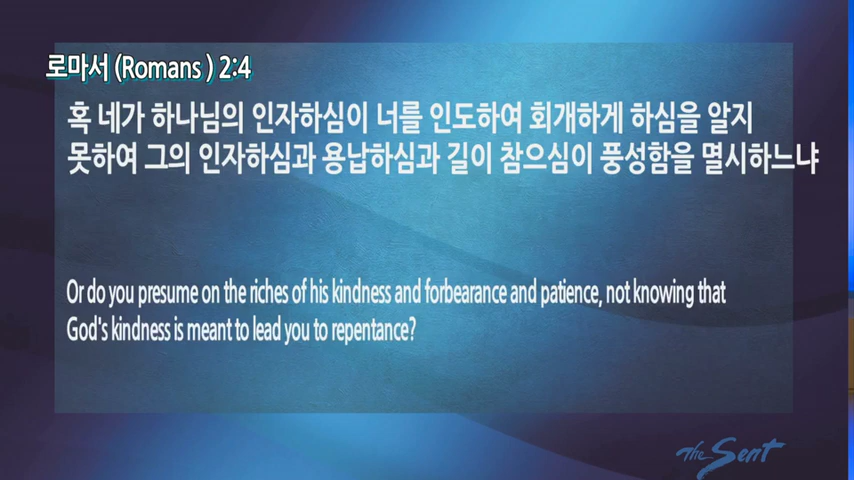 로마서 (Romans ) 2:4
혹 네가 하나님의 인자하심이 너를 인도하여 회개하게 하심을 알지
못하여 그의 인자하심과 용납하심과 길이 참으심이 풍성함을 멸시하느냐
Or do you presume on the riches of his kindness and forbearance and patience, not knowing that
God's kindness is meant to lead you to repentance?
The Sent